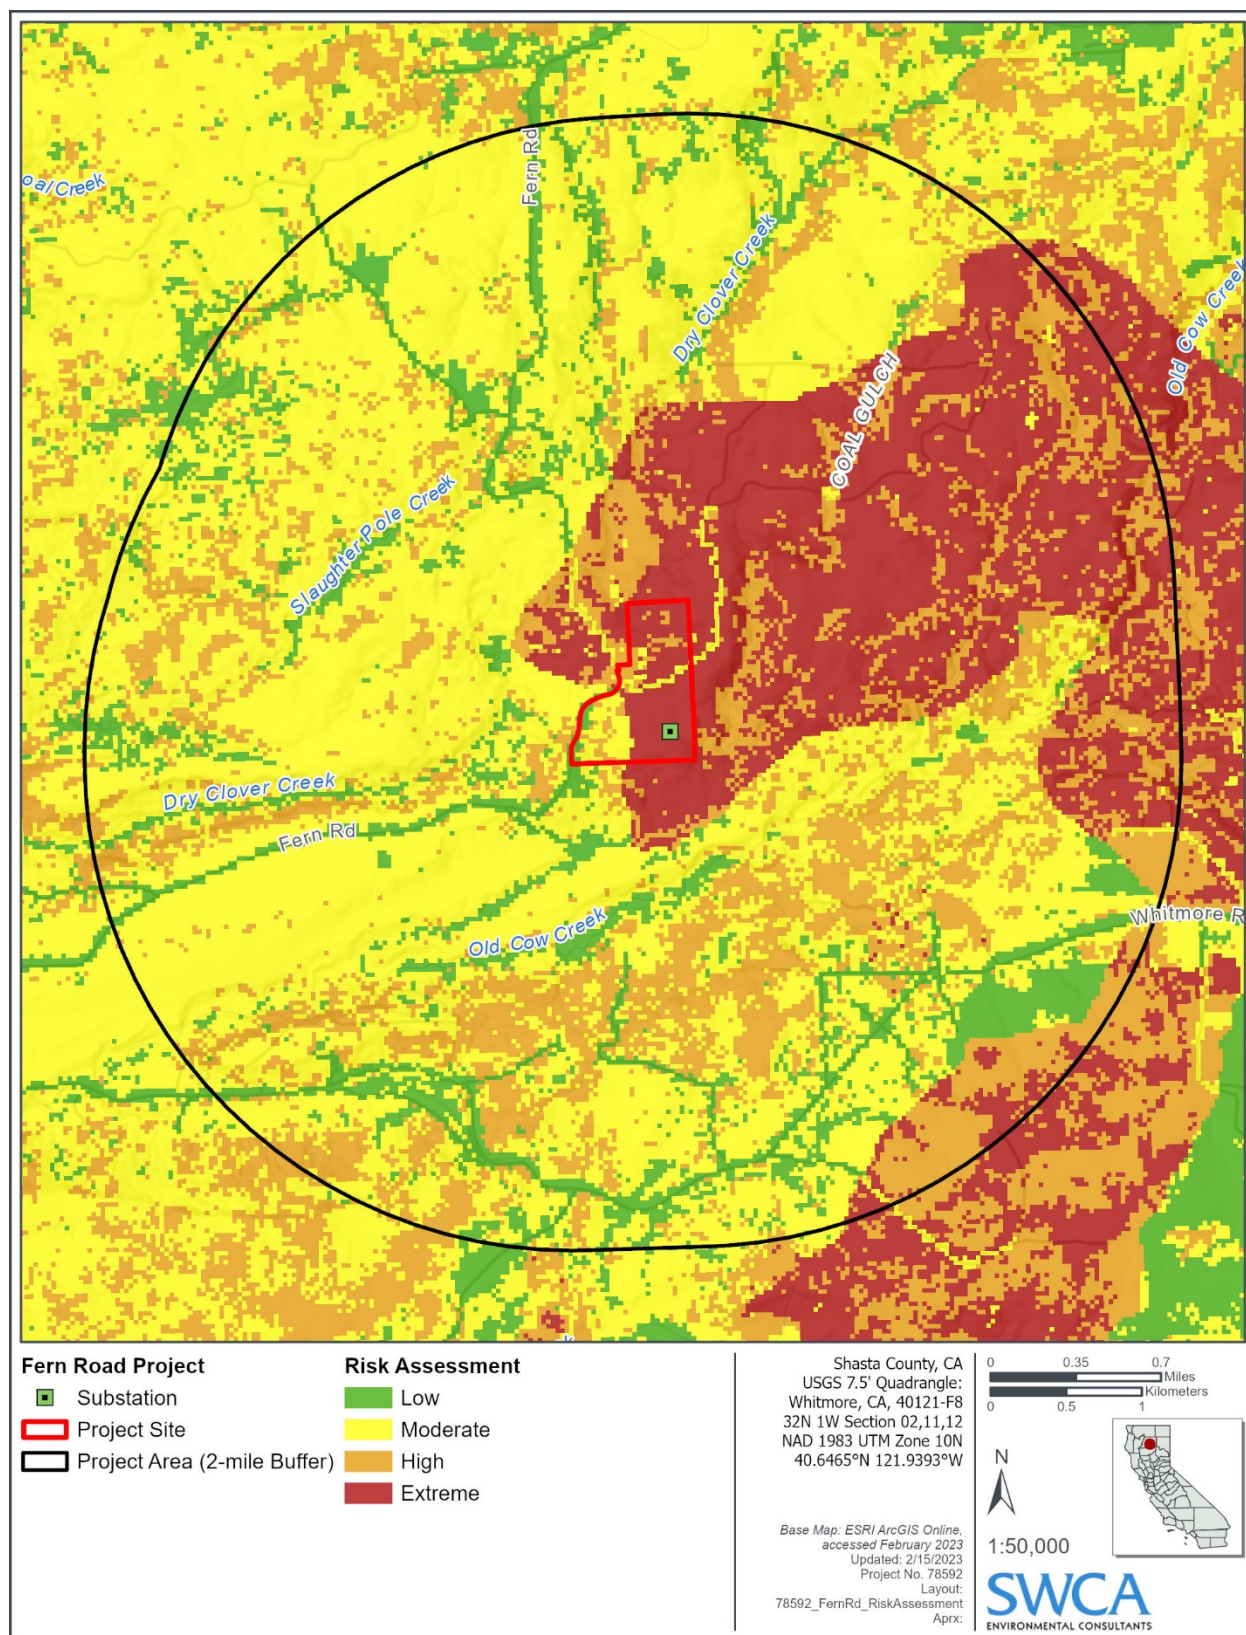 Fern Rd
oal Creek
Dry Clover Creek
Old Cow Creek
COAL GULCH
Slaughter Pole Creek
Dry Clover Creek
Fern Rd
Whitmore R
Old Cow Creek
k
Fern Road Project
Substation
Project Site
Project Area (2-mile Buffer)
Risk Assessment
Low
Moderate
High
Extreme
Shasta County, CA
USGS 7.5' Quadrangle:
Whitmore, CA, 40121-F8
32N 1W Section 02,11,12
NAD 1983 UTM Zone 10N
40.6465°N 121.9393°W
Base Map: ESRI ArcGIS Online,
accessed February 2023
Updated: 2/15/2023
Project No. 78592
Layout:
78592_FernRd_RiskAssessment
Aprx:
0 0.35 0.7
Miles
Kilometers
0 0.5 1
N
1:50,000
SWCA
ENVIRONMENTAL CONSULTANTS